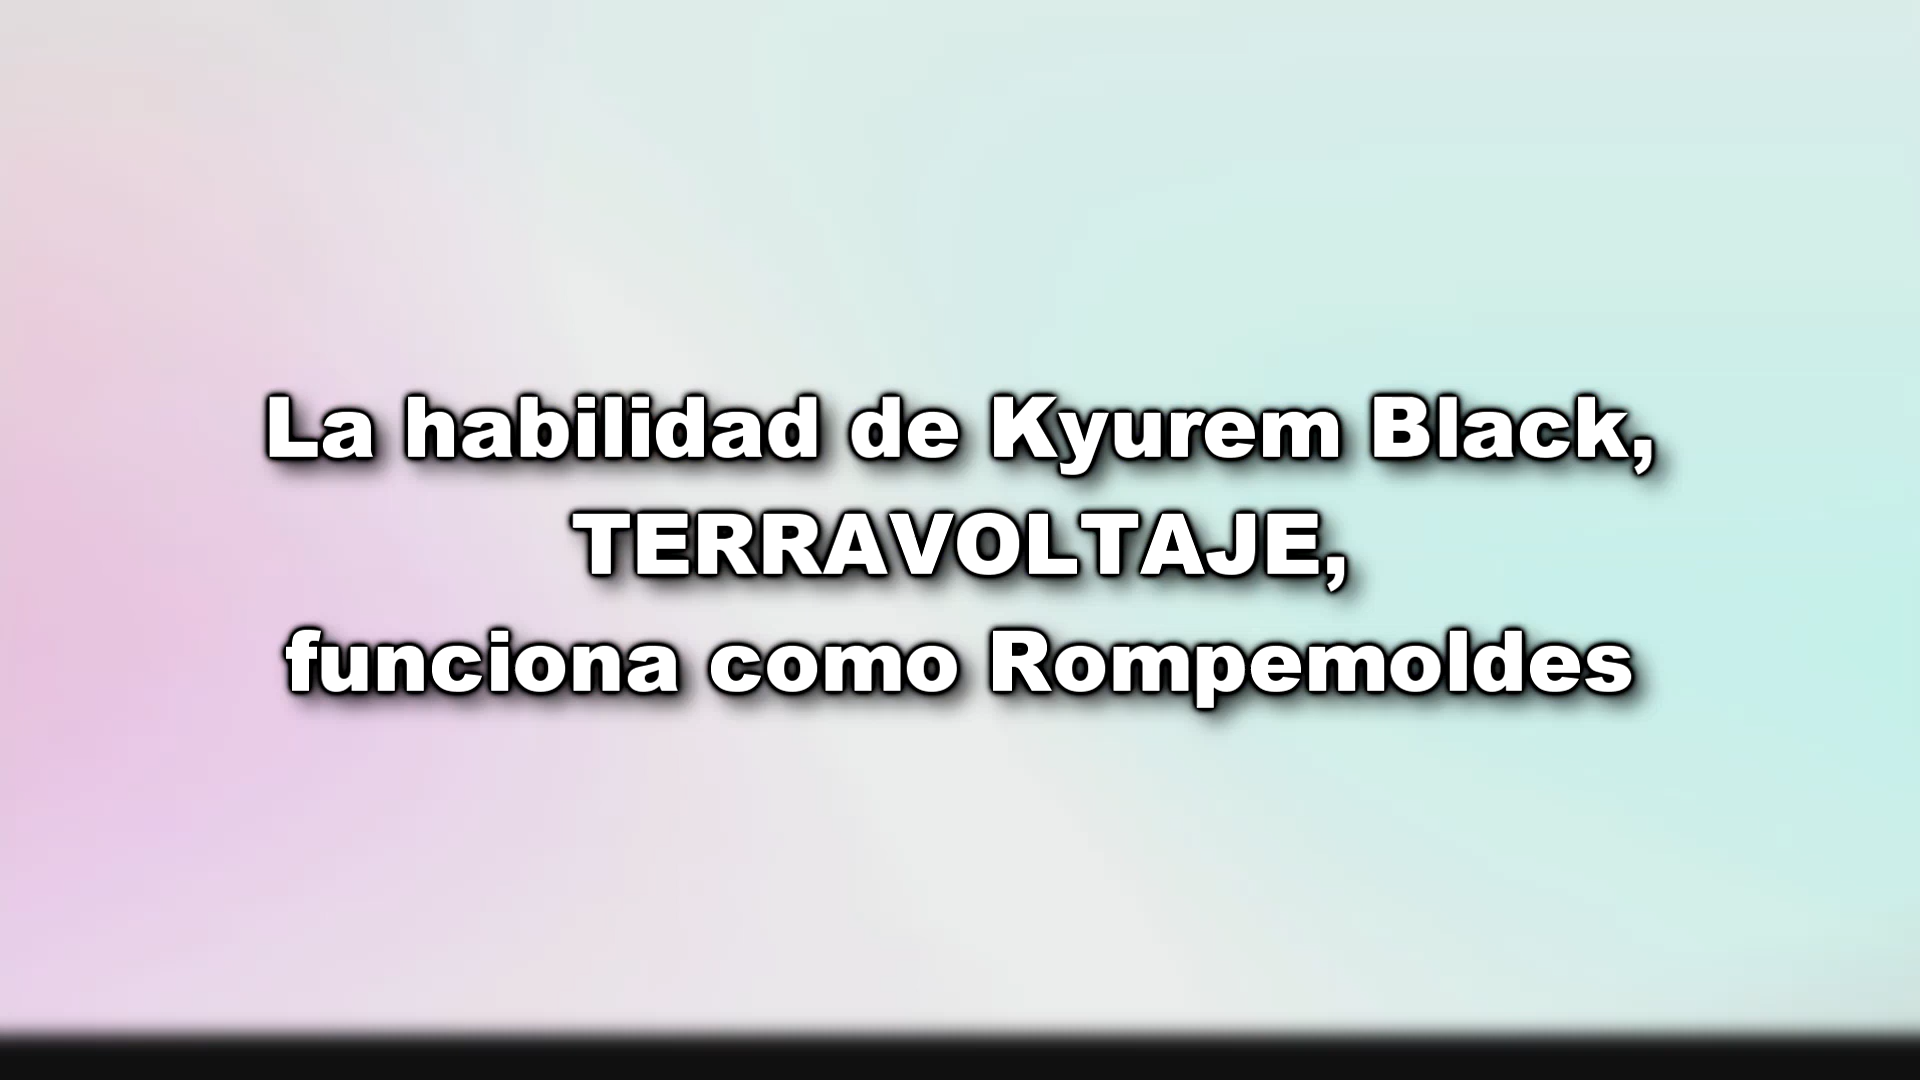 La habilidad de Kyurem Black,
TERRAVOLTAJE,
funciona como Rompemoldes